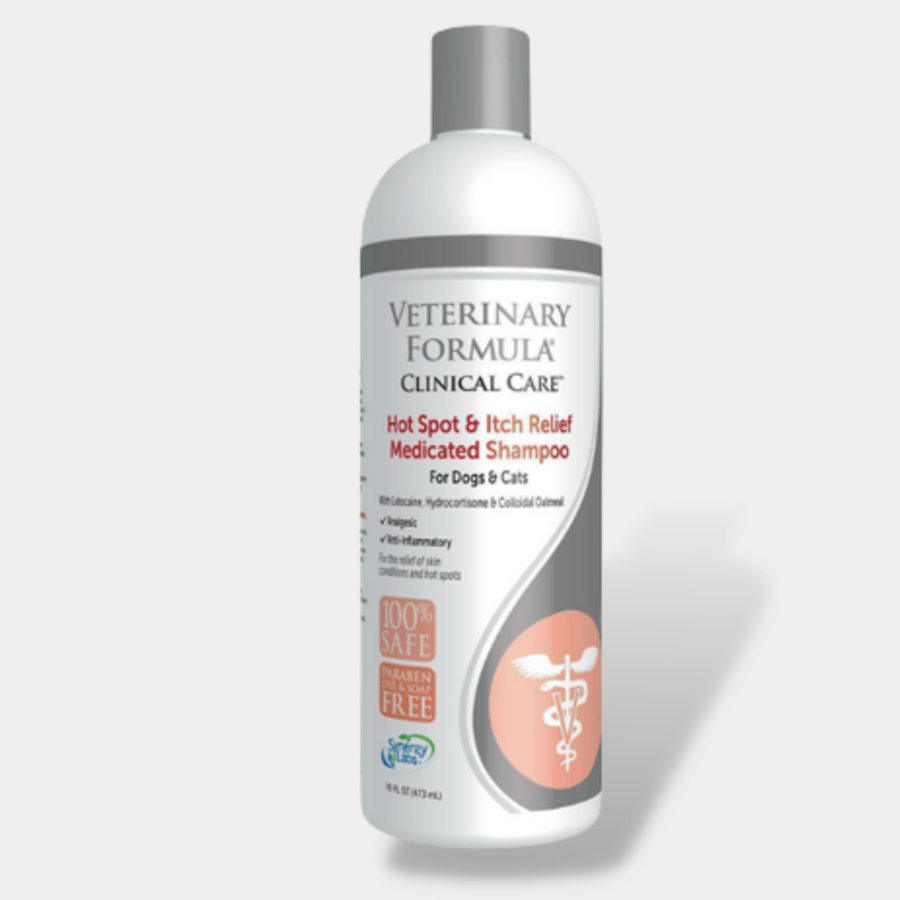 VETERINARY
FORMULA®
CLINICAL CARE™
Hot Spot & Itch Relief
Medicated Shampoo
For Dogs & Cats
With Lidocaine, Hydrocortisone & Colloidal Oatmeal
✓ Analgesic
✓ Anti-inflammatory
For the relief of skin
conditions and hot spots
100%
SAFE
PARABEN
DYE & SOAP
FREE
Synergy
Labs
16 FL OZ (473 mL)